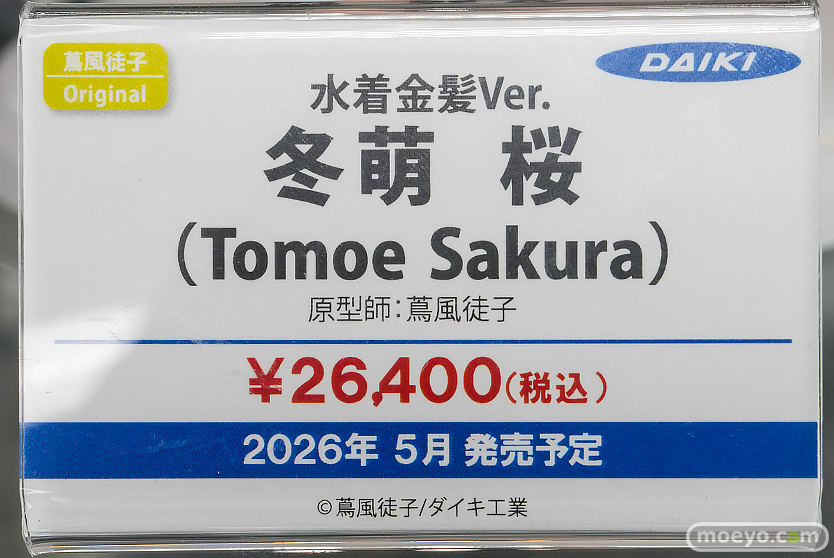 蔦風徒子
Original
DAIKI
水着金髪Ver.
冬萌 桜
(Tomoe Sakura)
原型師:蔦風徒子
¥26,400(税込)
2026年 5月 発売予定
©蔦風徒子/ダイキ工業
moeyo.com